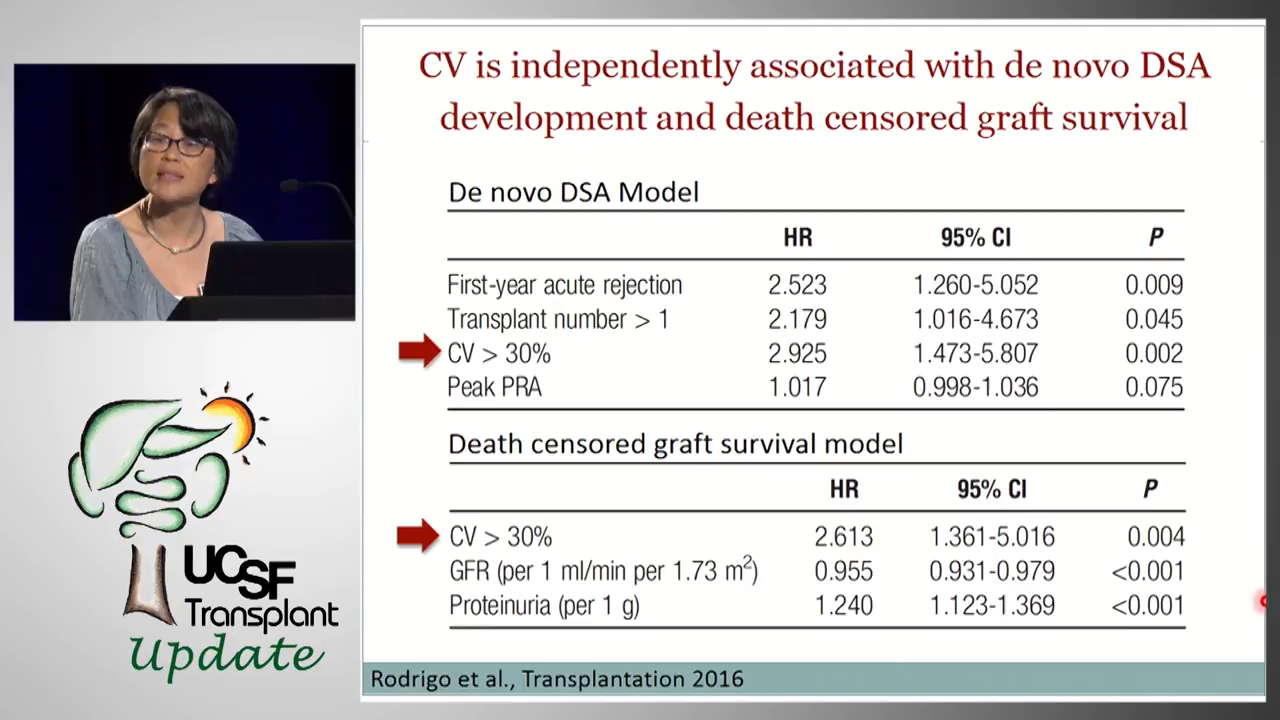 CV is independently associated with de novo DSA
development and death censored graft survival
De novo DSA Model
HR 95% CI P
First-year acute rejection 2.523 1.260-5.052 0.009
Transplant number > 1 2.179 1.016-4.673 0.045
CV > 30% 2.925 1.473-5.807 0.002
Peak PRA 1.017 0.998-1.036 0.075
Death censored graft survival model
HR 95% CI P
CV > 30% 2.613 1.361-5.016 0.004
GFR (per 1 ml/min per 1.73 m²) 0.955 0.931-0.979 <0.001
Proteinuria (per 1 g) 1.240 1.123-1.369 <0.001
Rodrigo et al., Transplantation 2016
UCSF
Transplant
Update